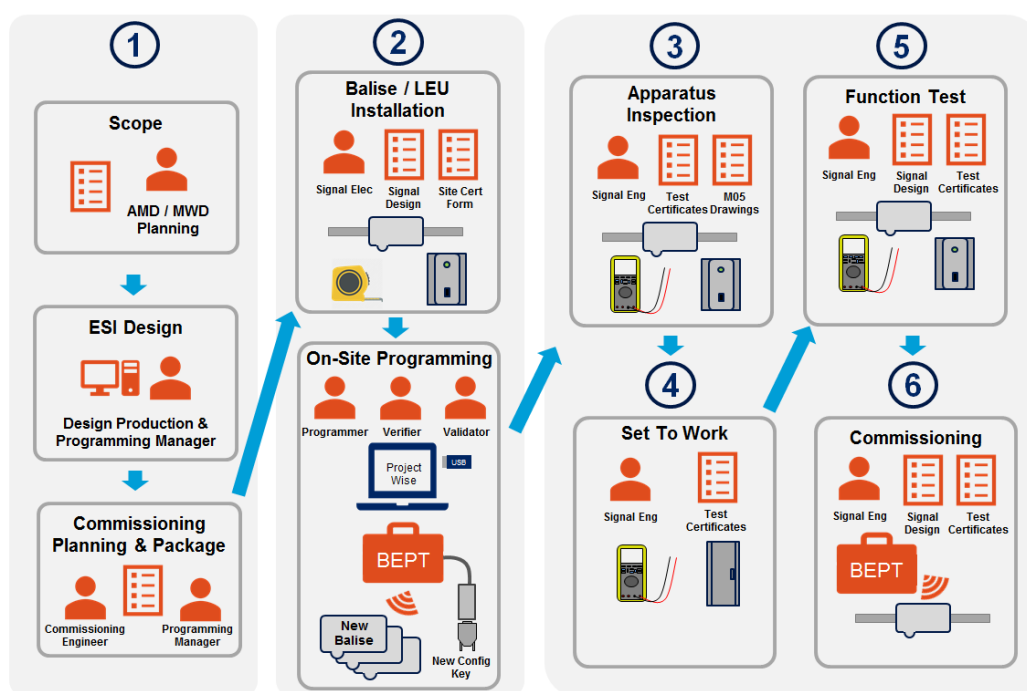 1
Scope
AMD / MWD
Planning
ESI Design
Design Production &
Programming Manager
Commissioning
Planning & Package
Commissioning
Engineer
Programming
Manager
2
Balise / LEU
Installation
Signal Elec
Signal
Design
Site Cert
Form
On-Site Programming
Programmer
Verifier
Validator
Project
Wise
USB
BEPT
New
Balise
New Config
Key
3
Apparatus
Inspection
Signal Eng
Test
Certificates
M05
Drawings
4
Set To Work
Signal Eng
Test
Certificates
5
Function Test
Signal Eng
Signal
Design
Test
Certificates
6
Commissioning
Signal Eng
Signal
Design
Test
Certificates
BEPT